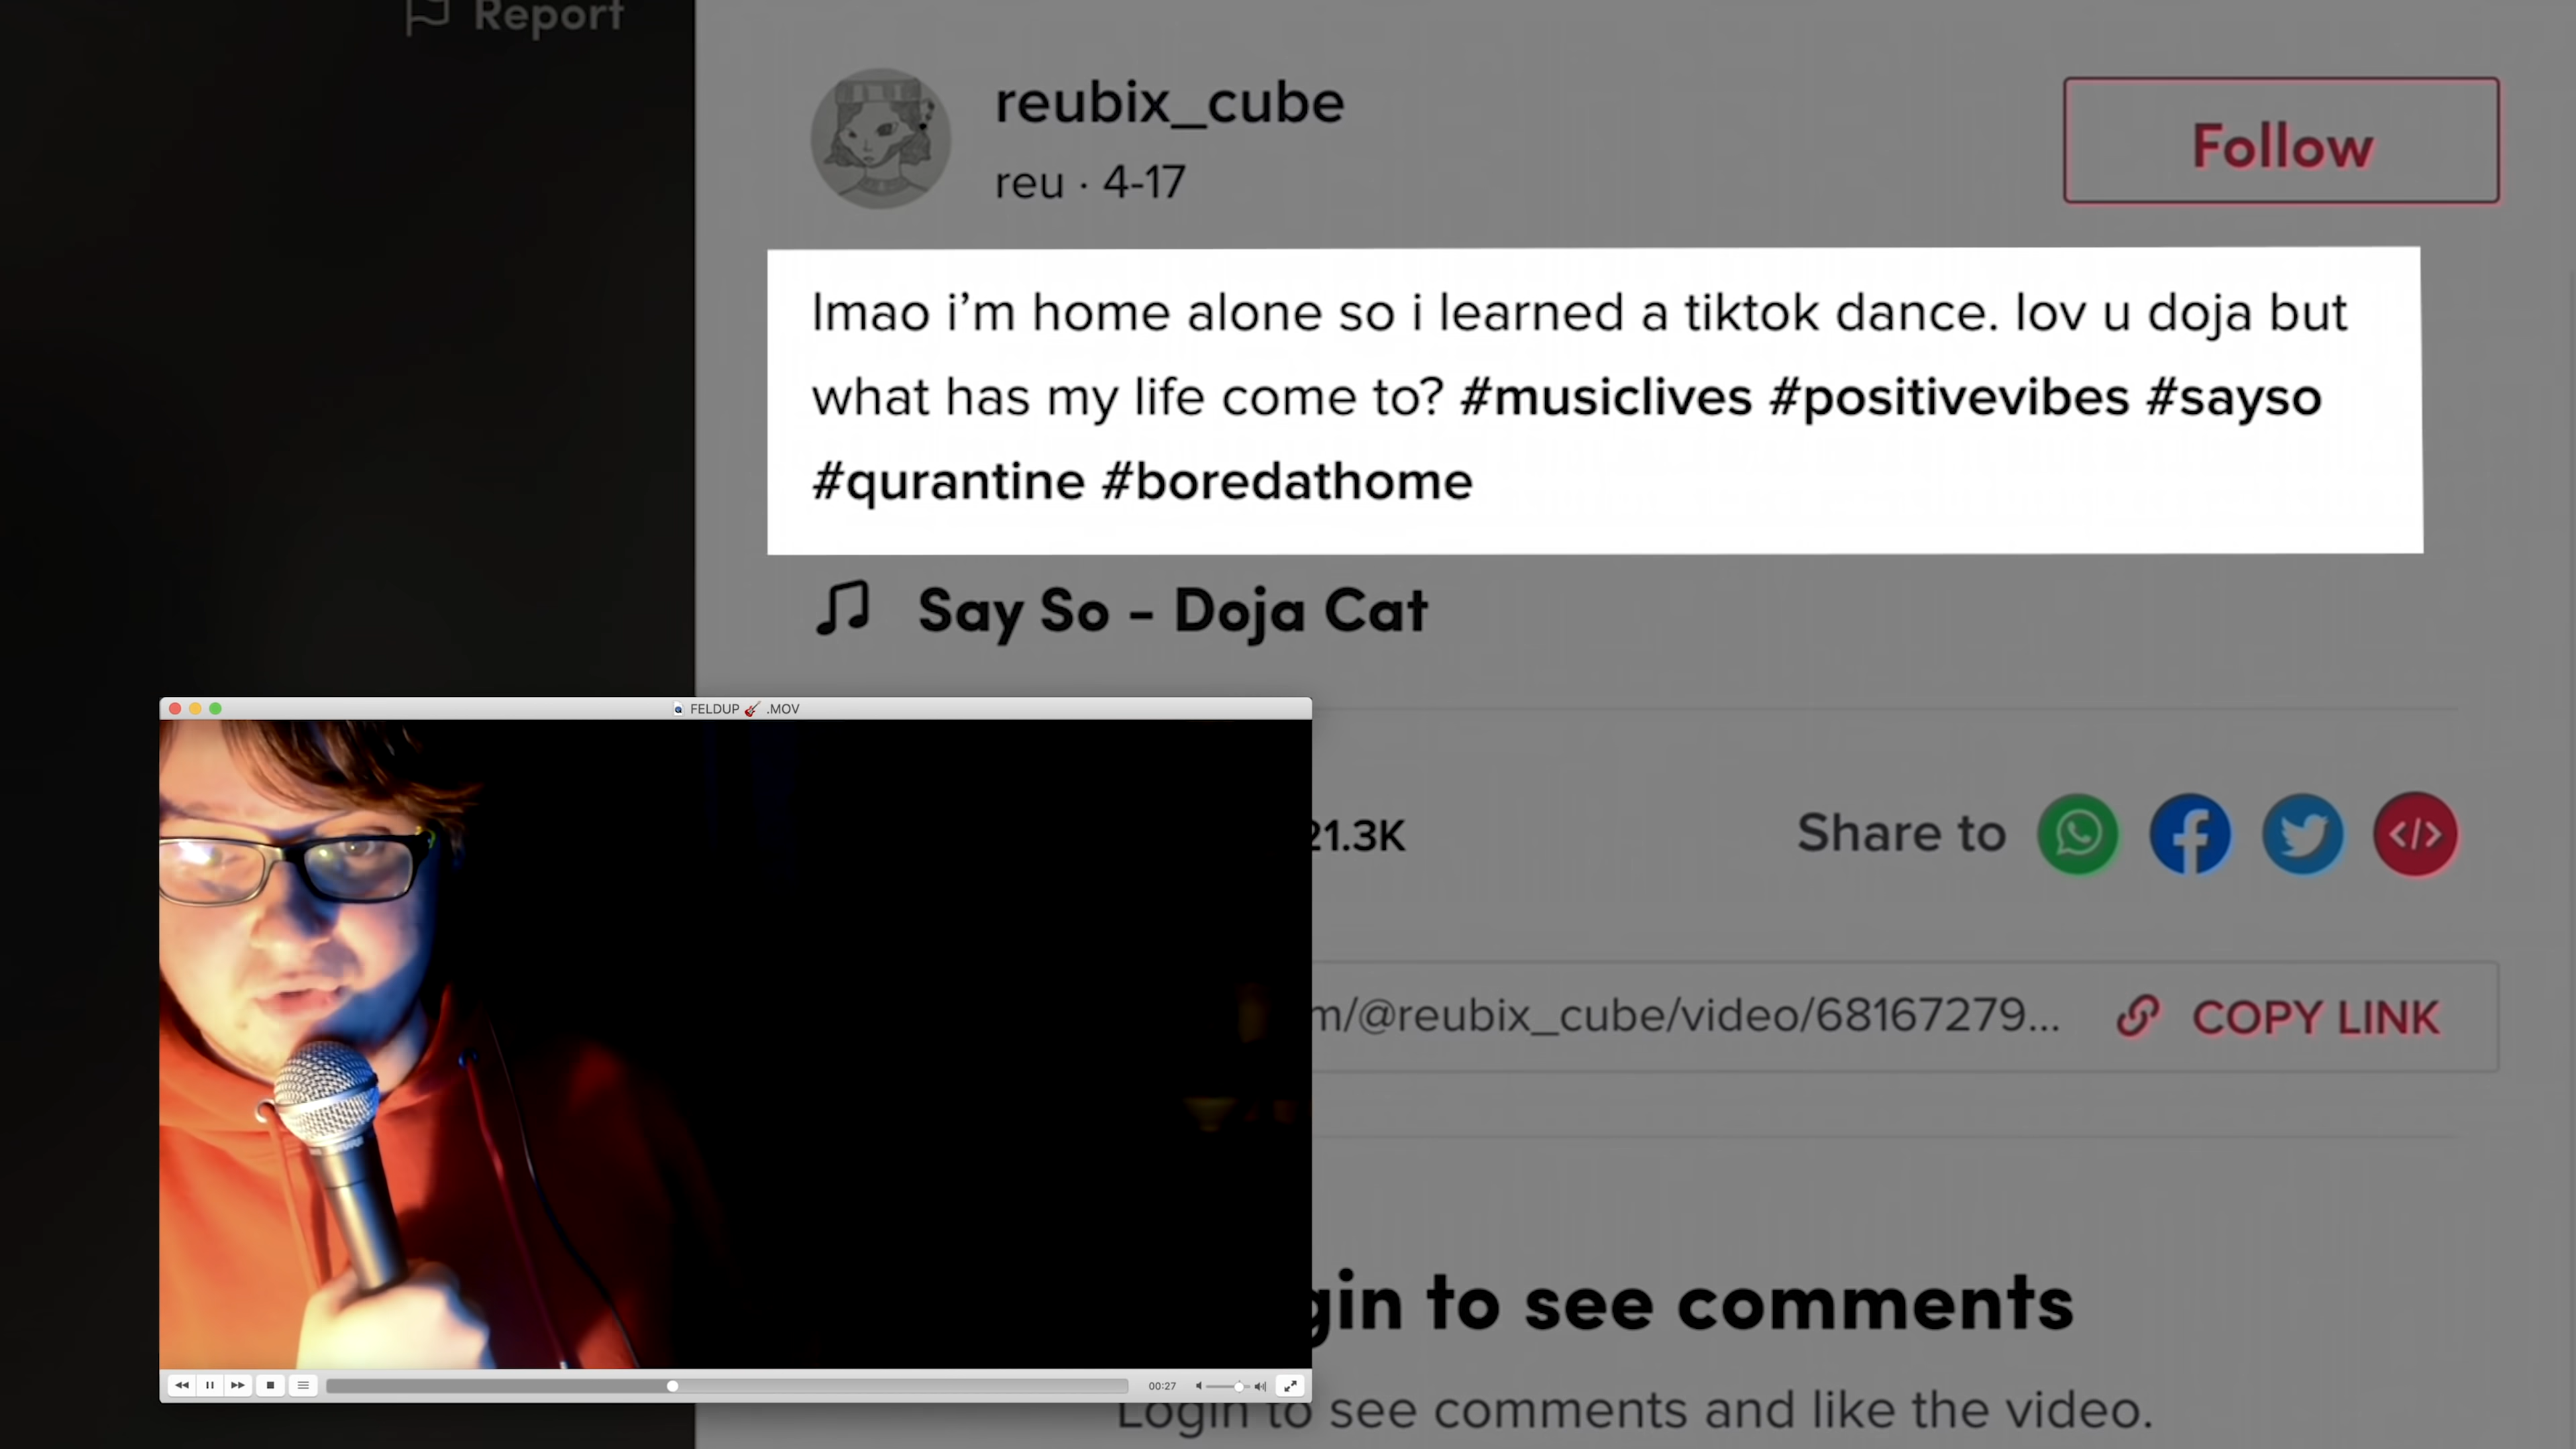 Report
reubix_cube
reu · 4-17
Follow
lmao i’m home alone so i learned a tiktok dance. lov u doja but
what has my life come to? #musiclives #positivevibes #sayso
#qurantine #boredathome
Say So - Doja Cat
FELDUP 🎸 .MOV
21.3K
Share to
m/@reubix_cube/video/68167279...
COPY LINK
gin to see comments
Login to see comments and like the video.
00:27